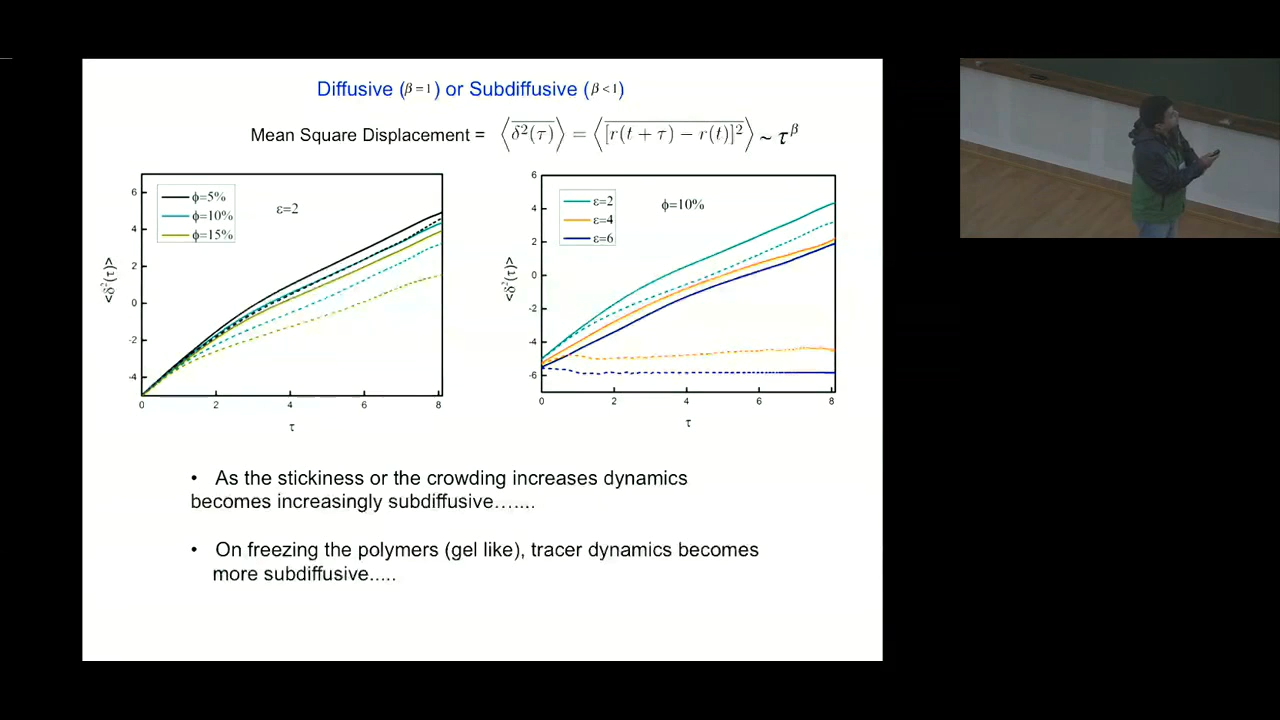 Diffusive (β=1) or Subdiffusive (β<1)
Mean Square Displacement = ⟨δ²(τ)⟩ = ⟨[r(t + τ) − r(t)]²⟩ ~ τ^β
φ=5%
φ=10%
φ=15%
ε=2
6
4
2
0
-2
-4
<δ²(τ)>
0 2 4 6 8
τ
ε=2
ε=4
ε=6
φ=10%
6
4
2
0
-2
-4
-6
<δ²(τ)>
0 2 4 6 8
τ
• As the stickiness or the crowding increases dynamics
becomes increasingly subdiffusive…....
• On freezing the polymers (gel like), tracer dynamics becomes
more subdiffusive.....